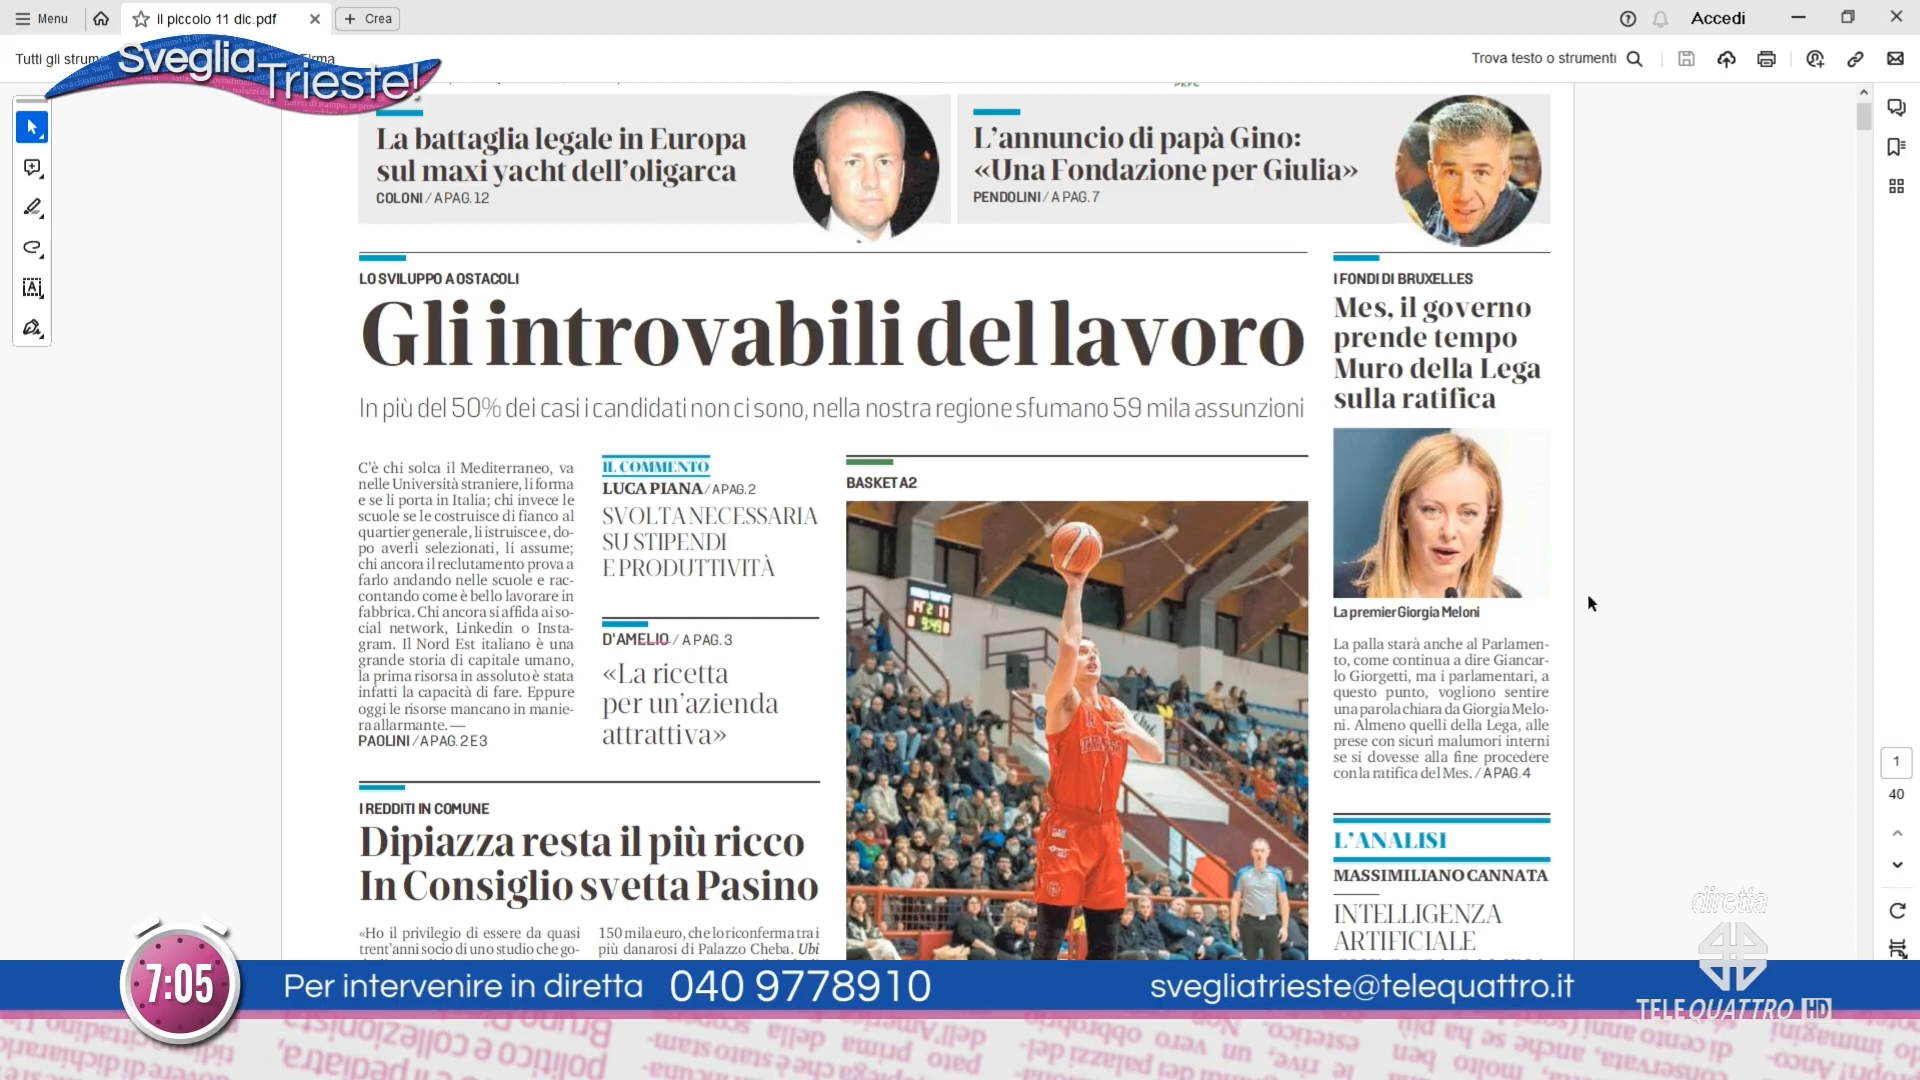 Menu
il piccolo 11 dic.pdf
Crea
Accedi
Tutti gli strum
Firma
Trova testo o strumenti
Sveglia
Trieste!
La battaglia legale in Europa
sul maxi yacht dell'oligarca
COLONI / A PAG. 12
L'annuncio di papà Gino:
«Una Fondazione per Giulia»
PENDOLINI / A PAG. 7
LO SVILUPPO A OSTACOLI
Gli introvabili del lavoro
In più del 50% dei casi i candidati non ci sono, nella nostra regione sfumano 59 mila assunzioni
C'è chi solca il Mediterraneo, va
nelle Università straniere, li forma
e se li porta in Italia; chi invece le
scuole se le costruisce di fianco al
quartier generale, li istruisce e, do-
po averli selezionati, li assume;
chi ancora il reclutamento prova a
farlo andando nelle scuole e rac-
contando come è bello lavorare in
fabbrica. Chi ancora si affida ai so-
cial network, Linkedin o Insta-
gram. Il Nord Est italiano è una
grande storia di capitale umano,
la prima risorsa in assoluto è stata
infatti la capacità di fare. Eppure
oggi le risorse mancano in manie-
ra allarmante. —
PAOLINI / A PAG. 2 E 3
IL COMMENTO
LUCA PIANA / A PAG. 2
SVOLTA NECESSARIA
SU STIPENDI
E PRODUTTIVITÀ
D'AMELIO / A PAG. 3
«La ricetta
per un'azienda
attrattiva»
I REDDITI IN COMUNE
Dipiazza resta il più ricco
In Consiglio svetta Pasino
«Ho il privilegio di essere da quasi
trent'anni socio di uno studio che go-
150 mila euro, che lo riconferma tra i
più danarosi di Palazzo Cheba. Ubi
BASKET A2
I FONDI DI BRUXELLES
Mes, il governo
prende tempo
Muro della Lega
sulla ratifica
La premier Giorgia Meloni
La palla starà anche al Parlamen-
to, come continua a dire Giancar-
lo Giorgetti, ma i parlamentari, a
questo punto, vogliono sentire
una parola chiara da Giorgia Melo-
ni. Almeno quelli della Lega, alle
prese con sicuri malumori interni
se si dovesse alla fine procedere
con la ratifica del Mes. / A PAG. 4
L'ANALISI
MASSIMILIANO CANNATA
INTELLIGENZA
ARTIFICIALE
1
40
diretta
TELEQUATTRO HD
7:05
Per intervenire in diretta 040 9778910
svegliatrieste@telequattro.it